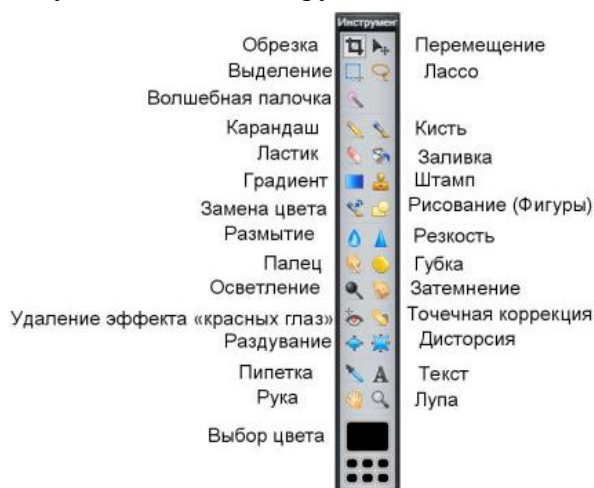 Инструмент
Обрезка Перемещение
Выделение Лассо
Волшебная палочка
Карандаш Кисть
Ластик Заливка
Градиент Штамп
Замена цвета Рисование (Фигуры)
Размытие Резкость
Палец Губка
Осветление Затемнение
Удаление эффекта «красных глаз» Точечная коррекция
Раздувание Дисторсия
Пипетка A Текст
Рука Лупа
Выбор цвета